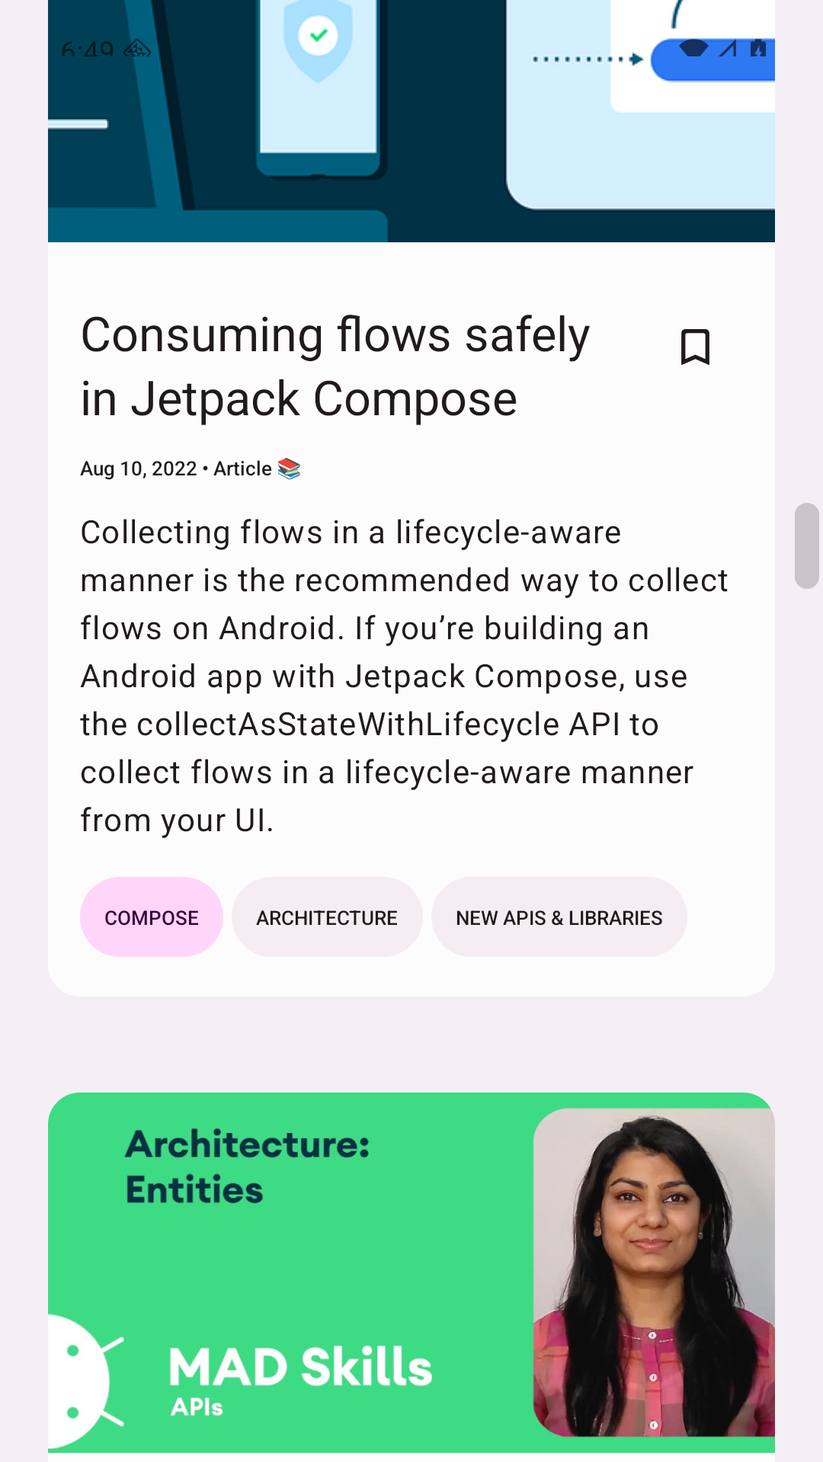 6:49
Consuming flows safely
in Jetpack Compose
Aug 10, 2022 • Article 📚
Collecting flows in a lifecycle-aware
manner is the recommended way to collect
flows on Android. If you’re building an
Android app with Jetpack Compose, use
the collectAsStateWithLifecycle API to
collect flows in a lifecycle-aware manner
from your UI.
COMPOSE ARCHITECTURE NEW APIS & LIBRARIES
Architecture:
Entities
MAD Skills
APIs